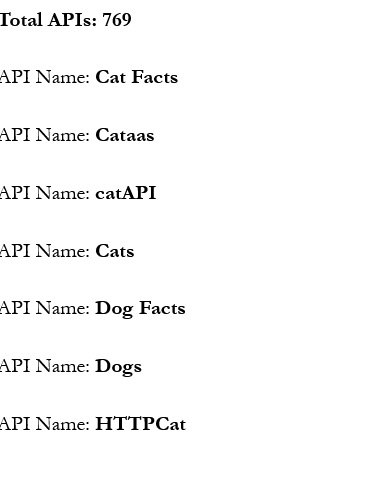 Total APIs: 769
API Name: Cat Facts
API Name: Cataas
API Name: catAPI
API Name: Cats
API Name: Dog Facts
API Name: Dogs
API Name: HTTPCat